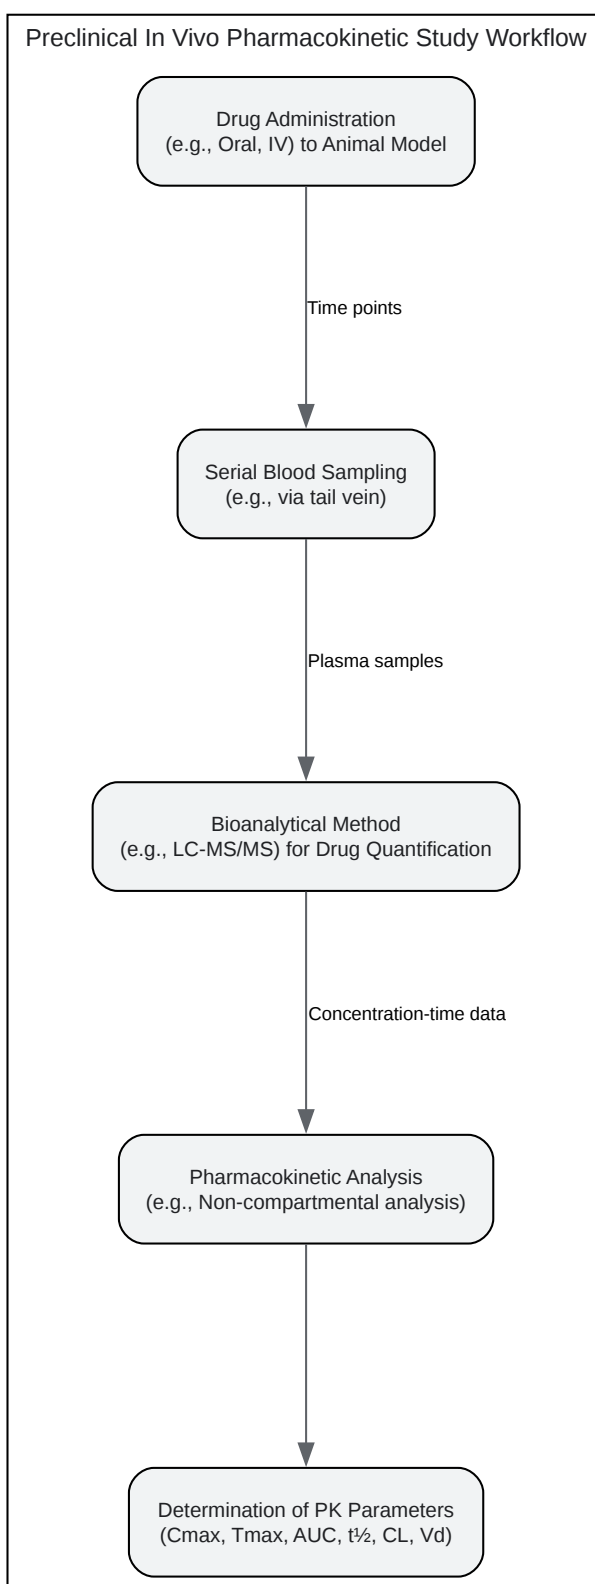 Preclinical In Vivo Pharmacokinetic Study Workflow
Drug Administration
(e.g., Oral, IV) to Animal Model
Time points
Serial Blood Sampling
(e.g., via tail vein)
Plasma samples
Bioanalytical Method
(e.g., LC-MS/MS) for Drug Quantification
Concentration-time data
Pharmacokinetic Analysis
(e.g., Non-compartmental analysis)
Determination of PK Parameters
(Cmax, Tmax, AUC, t½, CL, Vd)